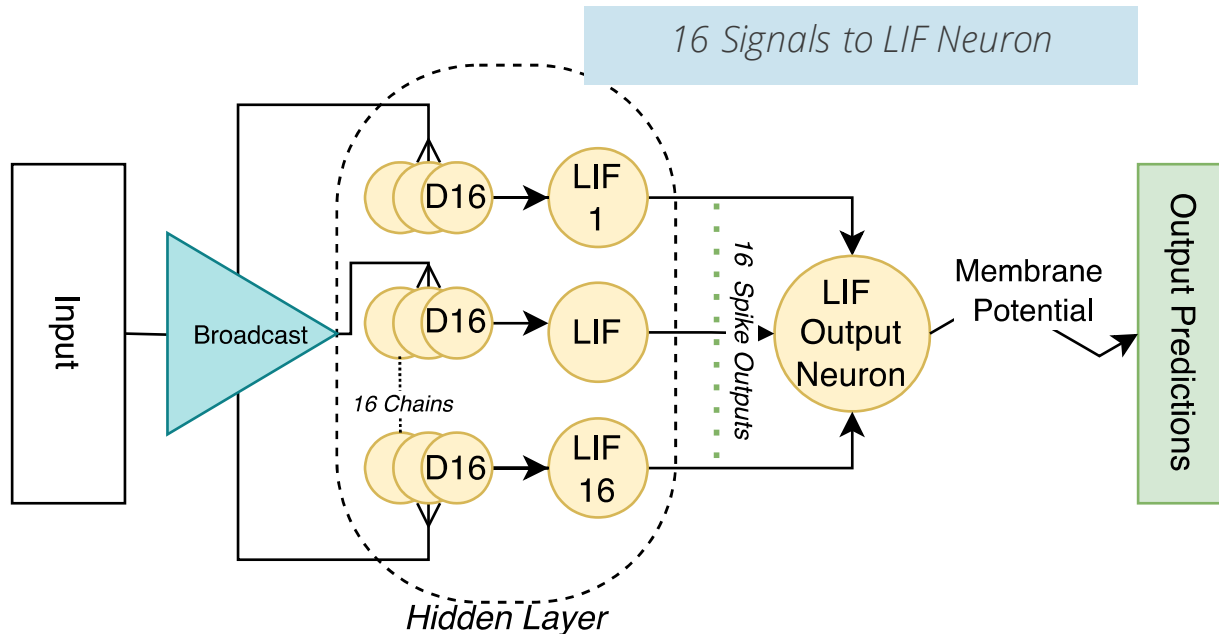 16 Signals to LIF Neuron
Input
Broadcast
D16
LIF
1
D16
LIF
16 Chains
D16
LIF
16
Hidden Layer
16 Spike Outputs
LIF
Output
Neuron
Membrane
Potential
Output Predictions